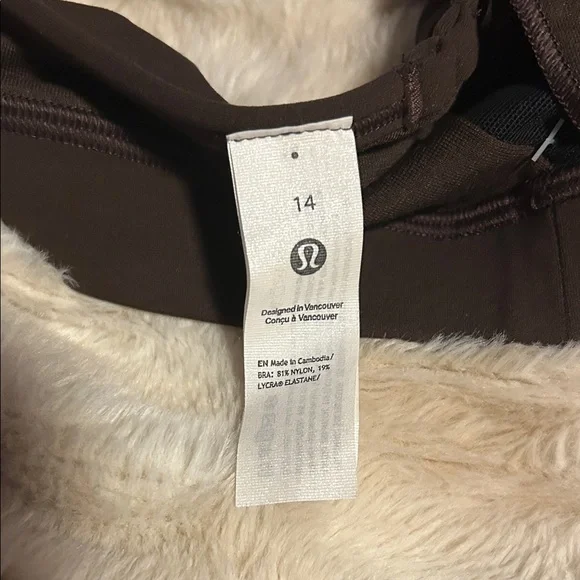 14
Designed in Vancouver
Conçu à Vancouver
EN Made in Cambodia/
BRA: 81% NYLON, 19%
LYCRA® ELASTANE/